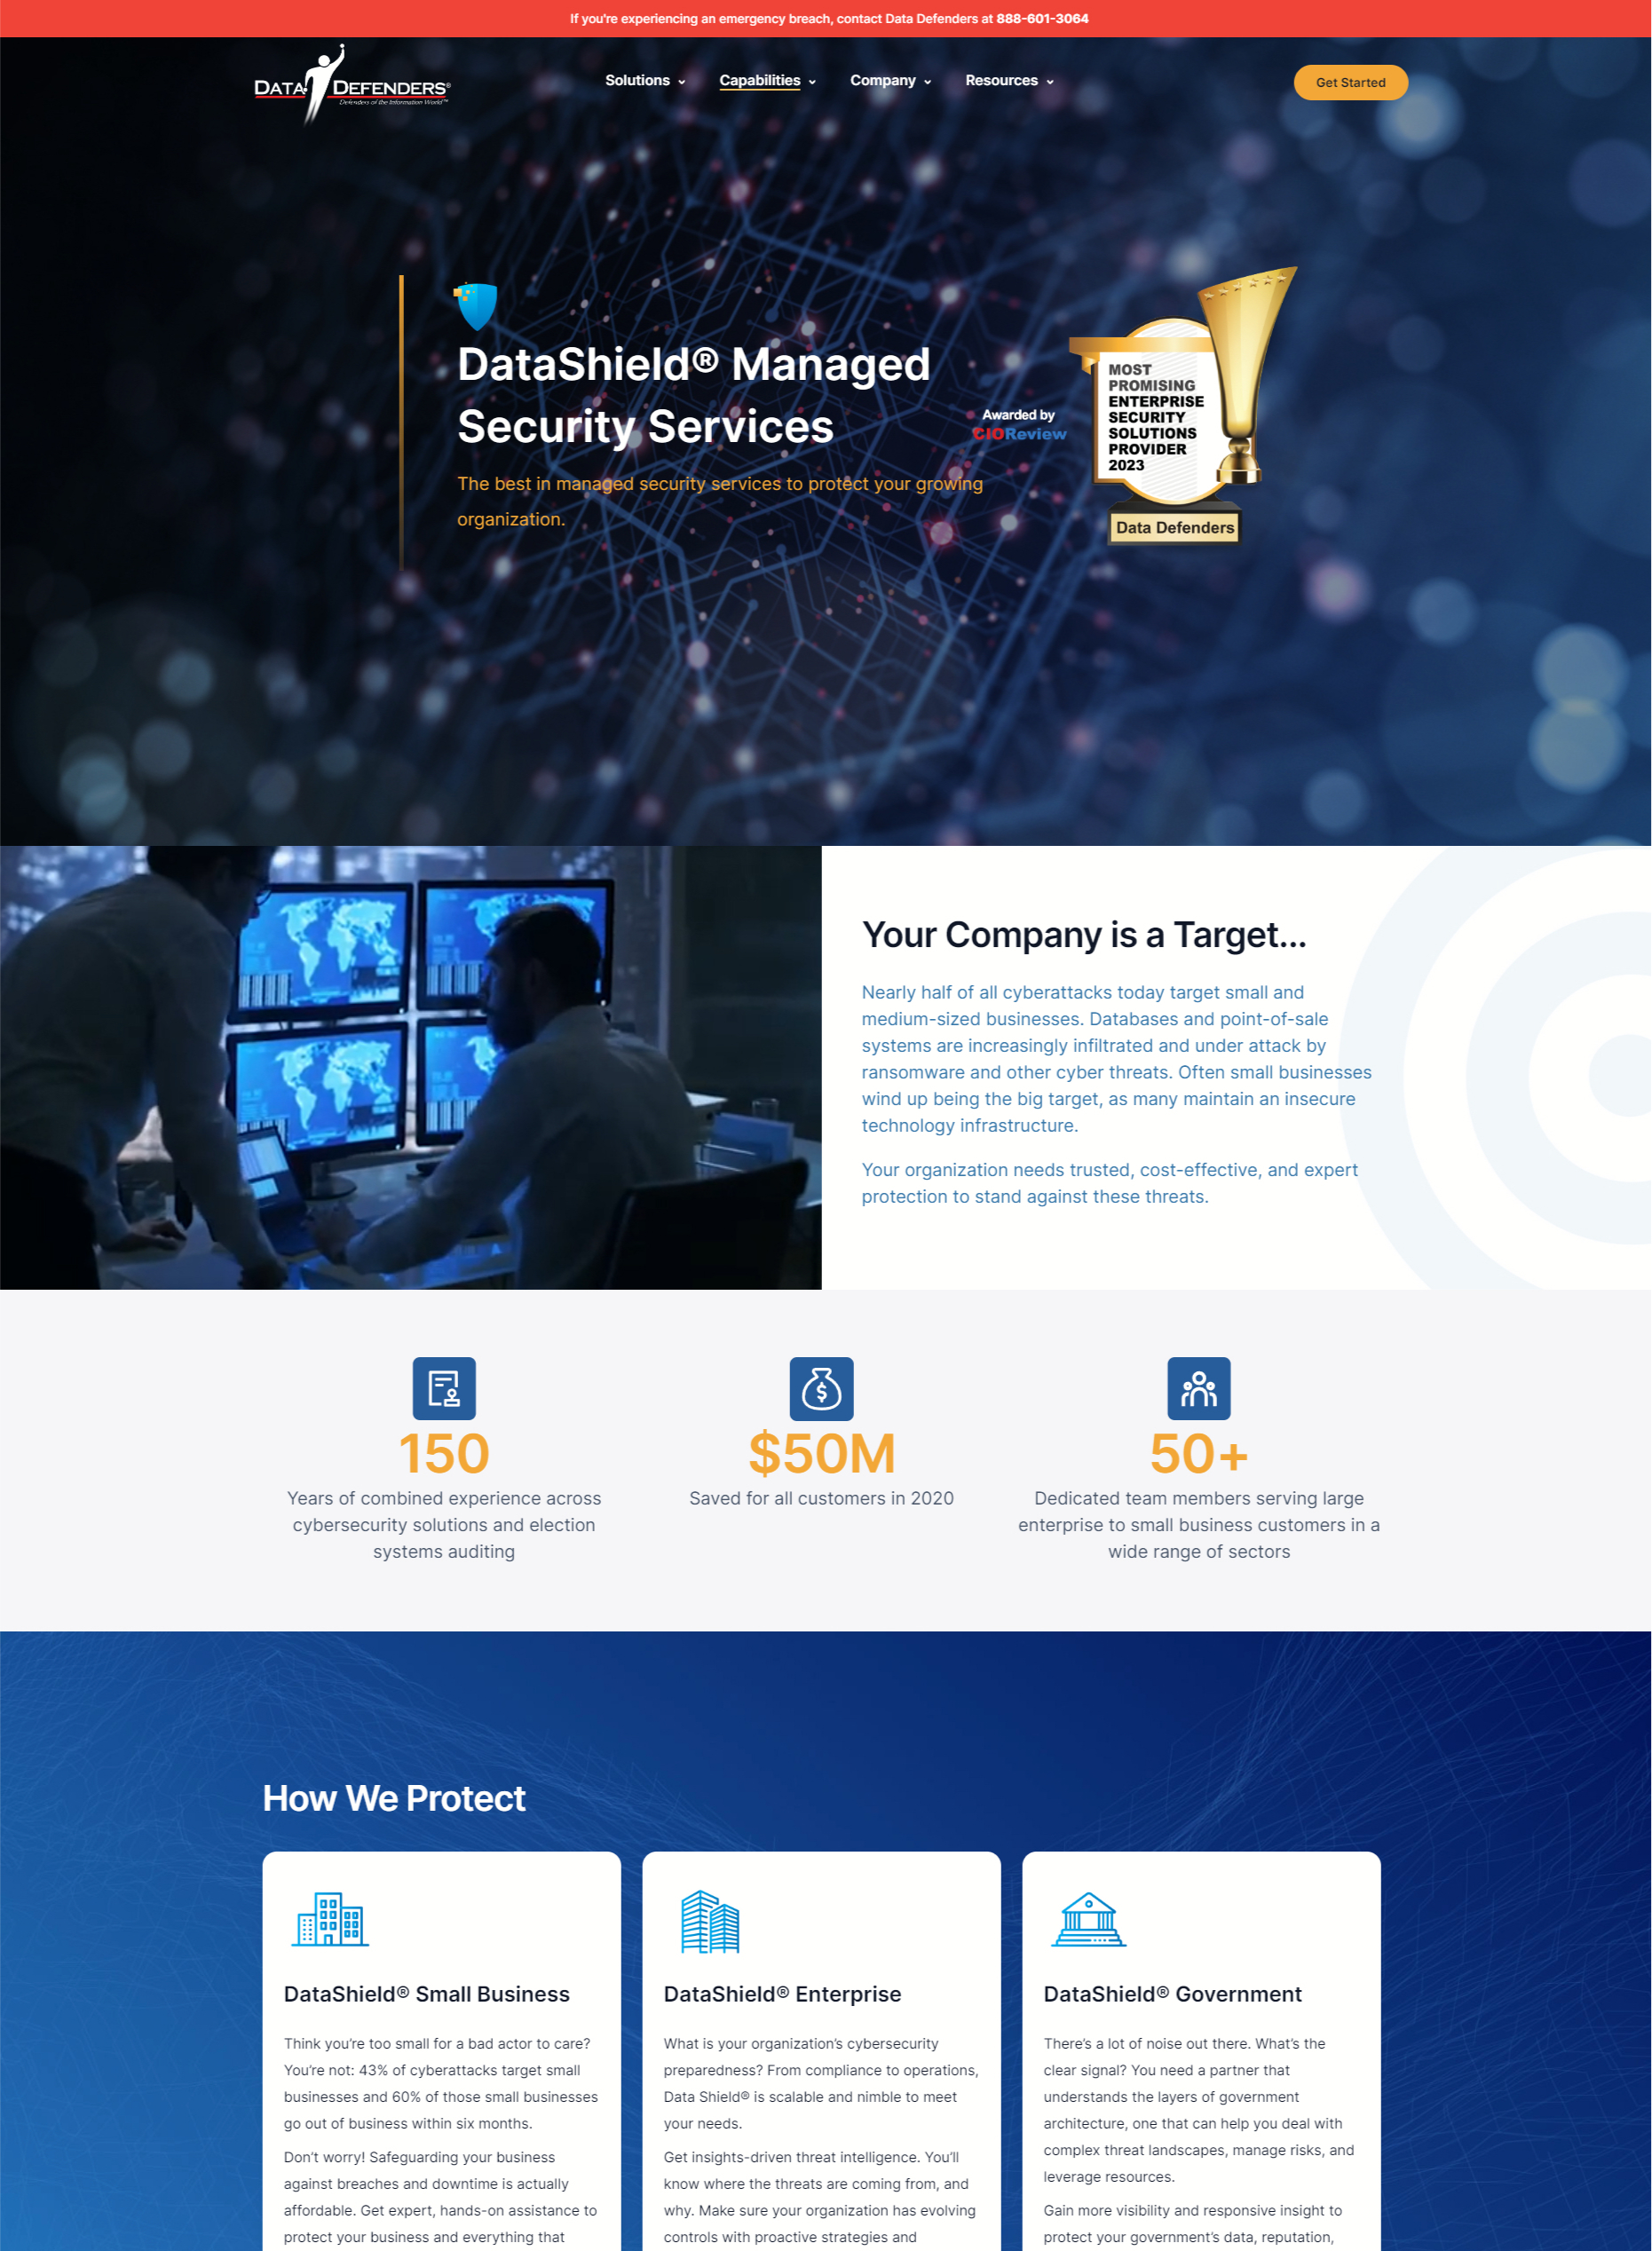 If you're experiencing an emergency breach, contact Data Defenders at 888-601-3064
DATA DEFENDERS®
Defenders of the Information World™
Solutions
Capabilities
Company
Resources
Get Started
DataShield® Managed
Security Services
The best in managed security services to protect your growing
organization.
Awarded by
CIOReview
MOST
PROMISING
ENTERPRISE
SECURITY
SOLUTIONS
PROVIDER
2023
Data Defenders
Your Company is a Target...
Nearly half of all cyberattacks today target small and
medium-sized businesses. Databases and point-of-sale
systems are increasingly infiltrated and under attack by
ransomware and other cyber threats. Often small businesses
wind up being the big target, as many maintain an insecure
technology infrastructure.
Your organization needs trusted, cost-effective, and expert
protection to stand against these threats.
150
Years of combined experience across
cybersecurity solutions and election
systems auditing
$50M
Saved for all customers in 2020
50+
Dedicated team members serving large
enterprise to small business customers in a
wide range of sectors
How We Protect
DataShield® Small Business
Think you’re too small for a bad actor to care?
You’re not: 43% of cyberattacks target small
businesses and 60% of those small businesses
go out of business within six months.
Don’t worry! Safeguarding your business
against breaches and downtime is actually
affordable. Get expert, hands-on assistance to
protect your business and everything that
DataShield® Enterprise
What is your organization’s cybersecurity
preparedness? From compliance to operations,
Data Shield® is scalable and nimble to meet
your needs.
Get insights-driven threat intelligence. You’ll
know where the threats are coming from, and
why. Make sure your organization has evolving
controls with proactive strategies and
DataShield® Government
There’s a lot of noise out there. What’s the
clear signal? You need a partner that
understands the layers of government
architecture, one that can help you deal with
complex threat landscapes, manage risks, and
leverage resources.
Gain more visibility and responsive insight to
protect your government’s data, reputation,